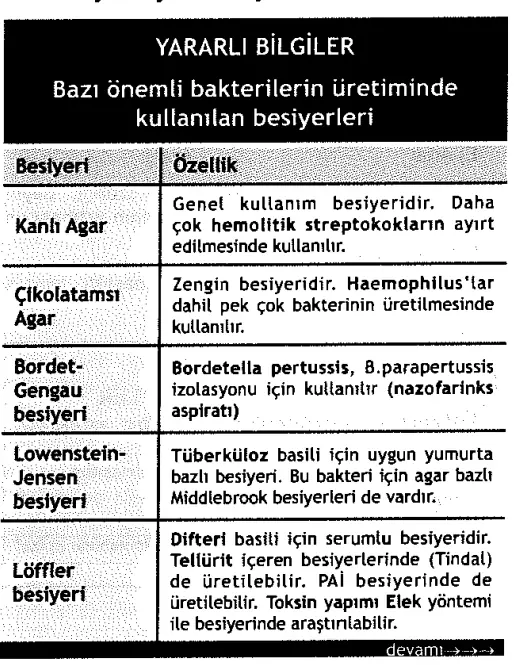 YARARLI BİLGİLER
Bazı önemli bakterilerin üretiminde
kullanılan besiyerleri
Besiyeri Özellik
Kanlı Agar
Genel kullanım besiyeridir. Daha
çok hemolitik streptokokların ayırt
edilmesinde kullanılır.
Çikolatamsı
Agar
Zengin besiyeridir. Haemophilus'lar
dahil pek çok bakterinin üretilmesinde
kullanılır.
Bordet-
Gengau
besiyeri
Bordetella pertussis, B.parapertussis
izolasyonu için kullanılır (nazofarinks
aspiratı)
Lowenstein-
Jensen
besiyeri
Tüberküloz basili için uygun yumurta
bazlı besiyeri. Bu bakteri için agar bazlı
Middlebrook besiyerleri de vardır.
Löffler
besiyeri
Difteri basili için serumlu besiyeridir.
Tellürit içeren besiyerlerinde (Tindal)
de üretilebilir. PAİ besiyerinde de
üretilebilir. Toksin yapımı Elek yöntemi
ile besiyerinde araştırılabilir.
devamı→→→